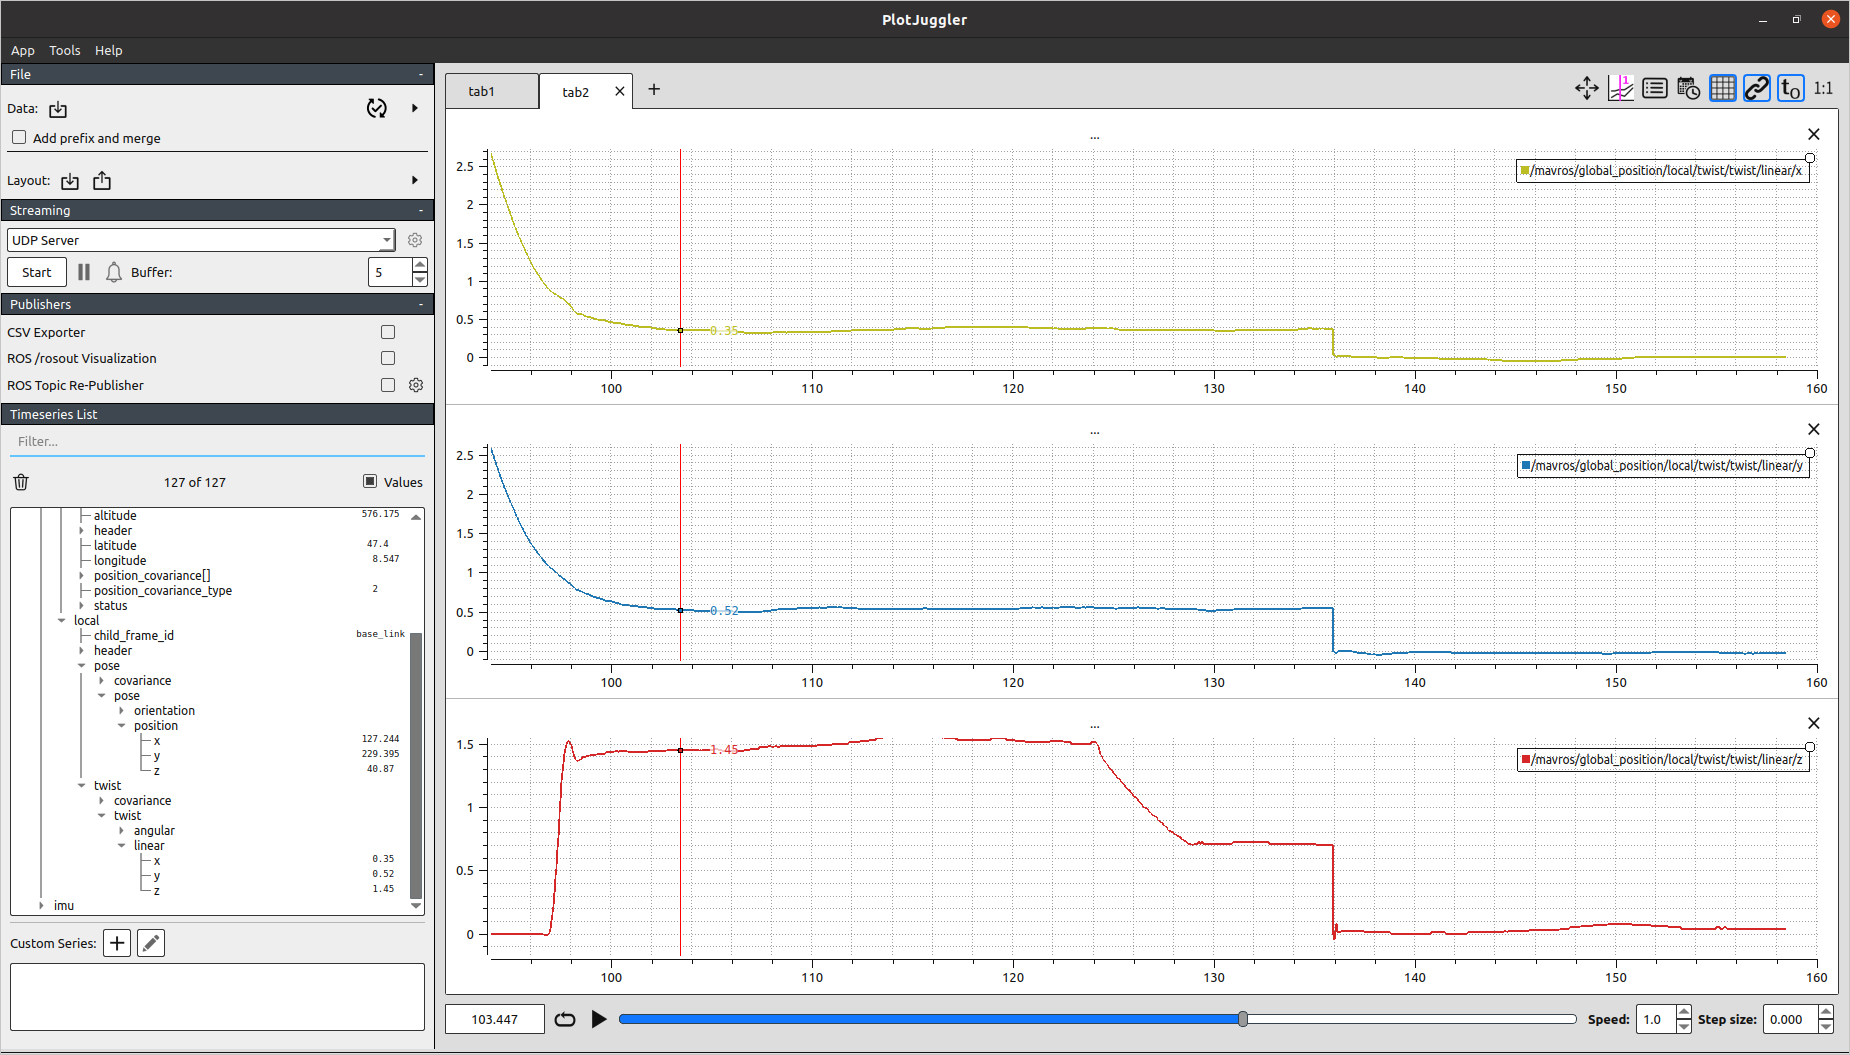 PlotJuggler
App Tools Help
File -
Data:
Add prefix and merge
Layout:
Streaming -
UDP Server
Start Buffer: 5
Publishers -
CSV Exporter
ROS /rosout Visualization
ROS Topic Re-Publisher
Timeseries List
Filter...
127 of 127 Values
altitude 576.175
header
latitude 47.4
longitude 8.547
position_covariance[]
position_covariance_type 2
status
local
child_frame_id base_link
header
pose
covariance
pose
orientation
position
x 127.244
y 229.395
z 40.87
twist
covariance
twist
angular
linear
x 0.35
y 0.52
z 1.45
imu
Custom Series:
tab1 tab2 +
1 t0 1:1
...
/mavros/global_position/local/twist/twist/linear/x
2.5
2
1.5
1
0.5
0
0.35
100 110 120 130 140 150 160
...
/mavros/global_position/local/twist/twist/linear/y
2.5
2
1.5
1
0.5
0
0.52
100 110 120 130 140 150 160
...
/mavros/global_position/local/twist/twist/linear/z
1.5
1
0.5
0
1.45
100 110 120 130 140 150 160
103.447 Speed: 1.0 Step size: 0.000